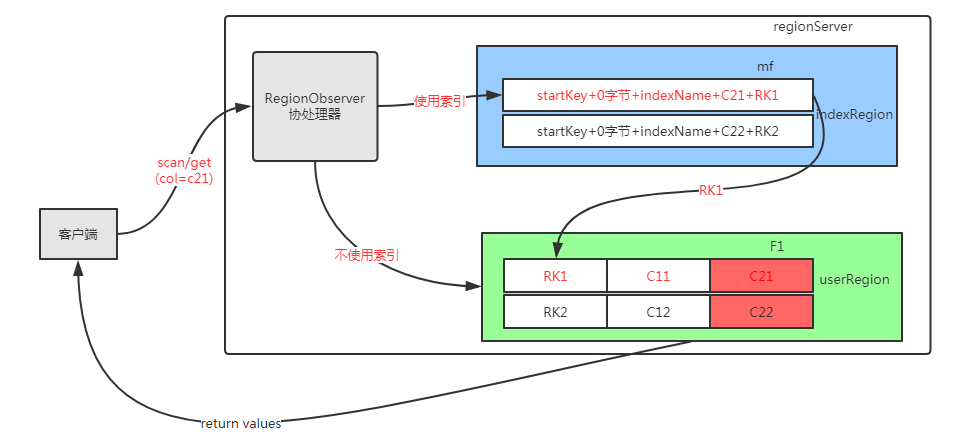 regionServer
mf
RegionObserver
协处理器
使用索引
startKey+0字节+indexName+C21+RK1
indexRegion
startKey+0字节+indexName+C22+RK2
scan/get
(col=c21)
RK1
客户端
不使用索引
F1
RK1 C11 C21
userRegion
RK2 C12 C22
return values